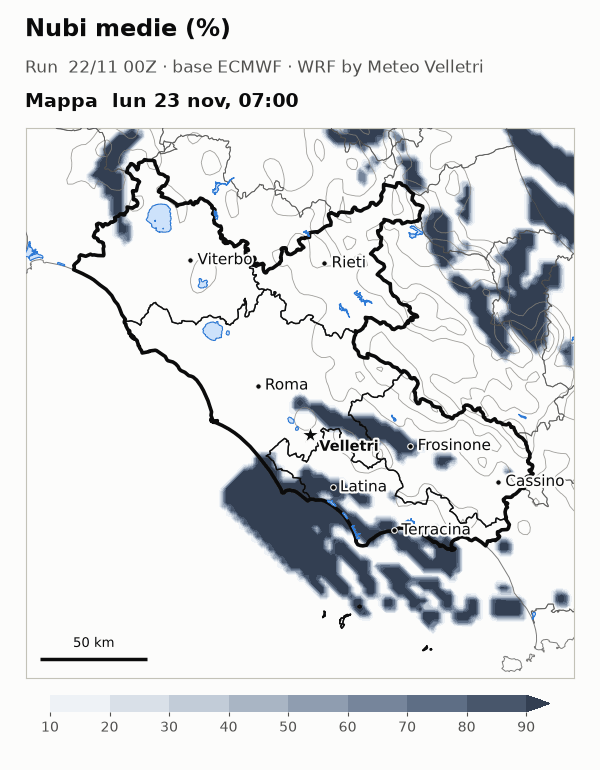 Nubi medie (%)
Run 22/11 00Z · base ECMWF · WRF by Meteo Velletri
Mappa lun 23 nov, 07:00
Viterbo
Rieti
Roma
Velletri
Frosinone
Cassino
Latina
Terracina
50 km
10 20 30 40 50 60 70 80 90